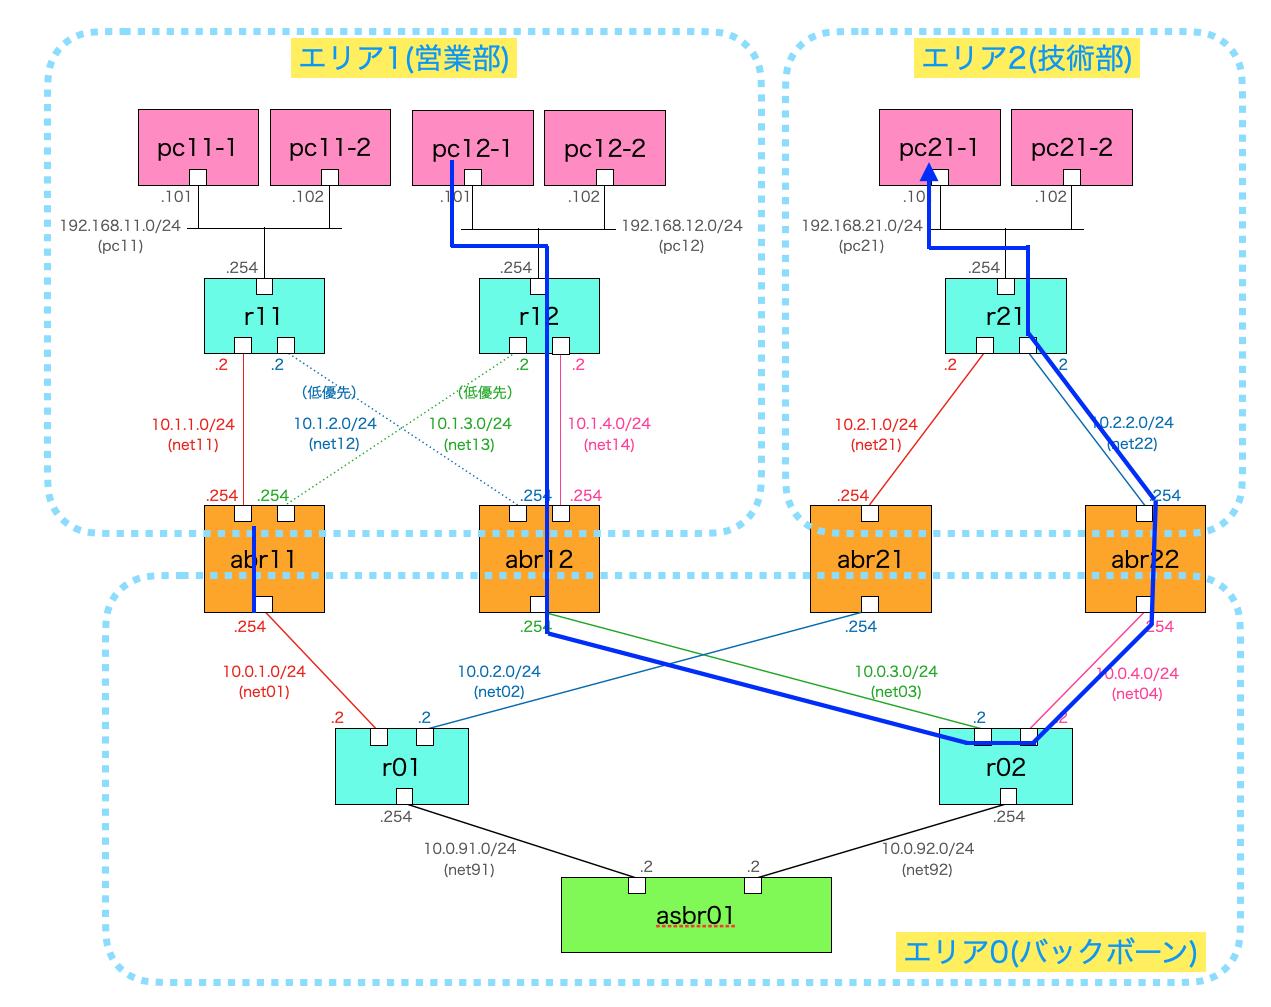 エリア1(営業部)
エリア2(技術部)
pc11-1
pc11-2
pc12-1
pc12-2
pc21-1
pc21-2
.101
.102
.101
.102
.10
.102
192.168.11.0/24
(pc11)
192.168.12.0/24
(pc12)
192.168.21.0/24
(pc21)
.254
.254
.254
r11
r12
r21
.2
.2
.2
.2
.2
.2
(低優先)
(低優先)
10.1.1.0/24
(net11)
10.1.2.0/24
(net12)
10.1.3.0/24
(net13)
10.1.4.0/24
(net14)
10.2.1.0/24
(net21)
10.2.2.0/24
(net22)
.254
.254
.254
.254
.254
.254
abr11
abr12
abr21
abr22
.254
.254
.254
.254
10.0.1.0/24
(net01)
10.0.2.0/24
(net02)
10.0.3.0/24
(net03)
10.0.4.0/24
(net04)
.2
.2
.2
.2
r01
r02
.254
.254
10.0.91.0/24
(net91)
10.0.92.0/24
(net92)
.2
.2
asbr01
エリア0(バックボーン)